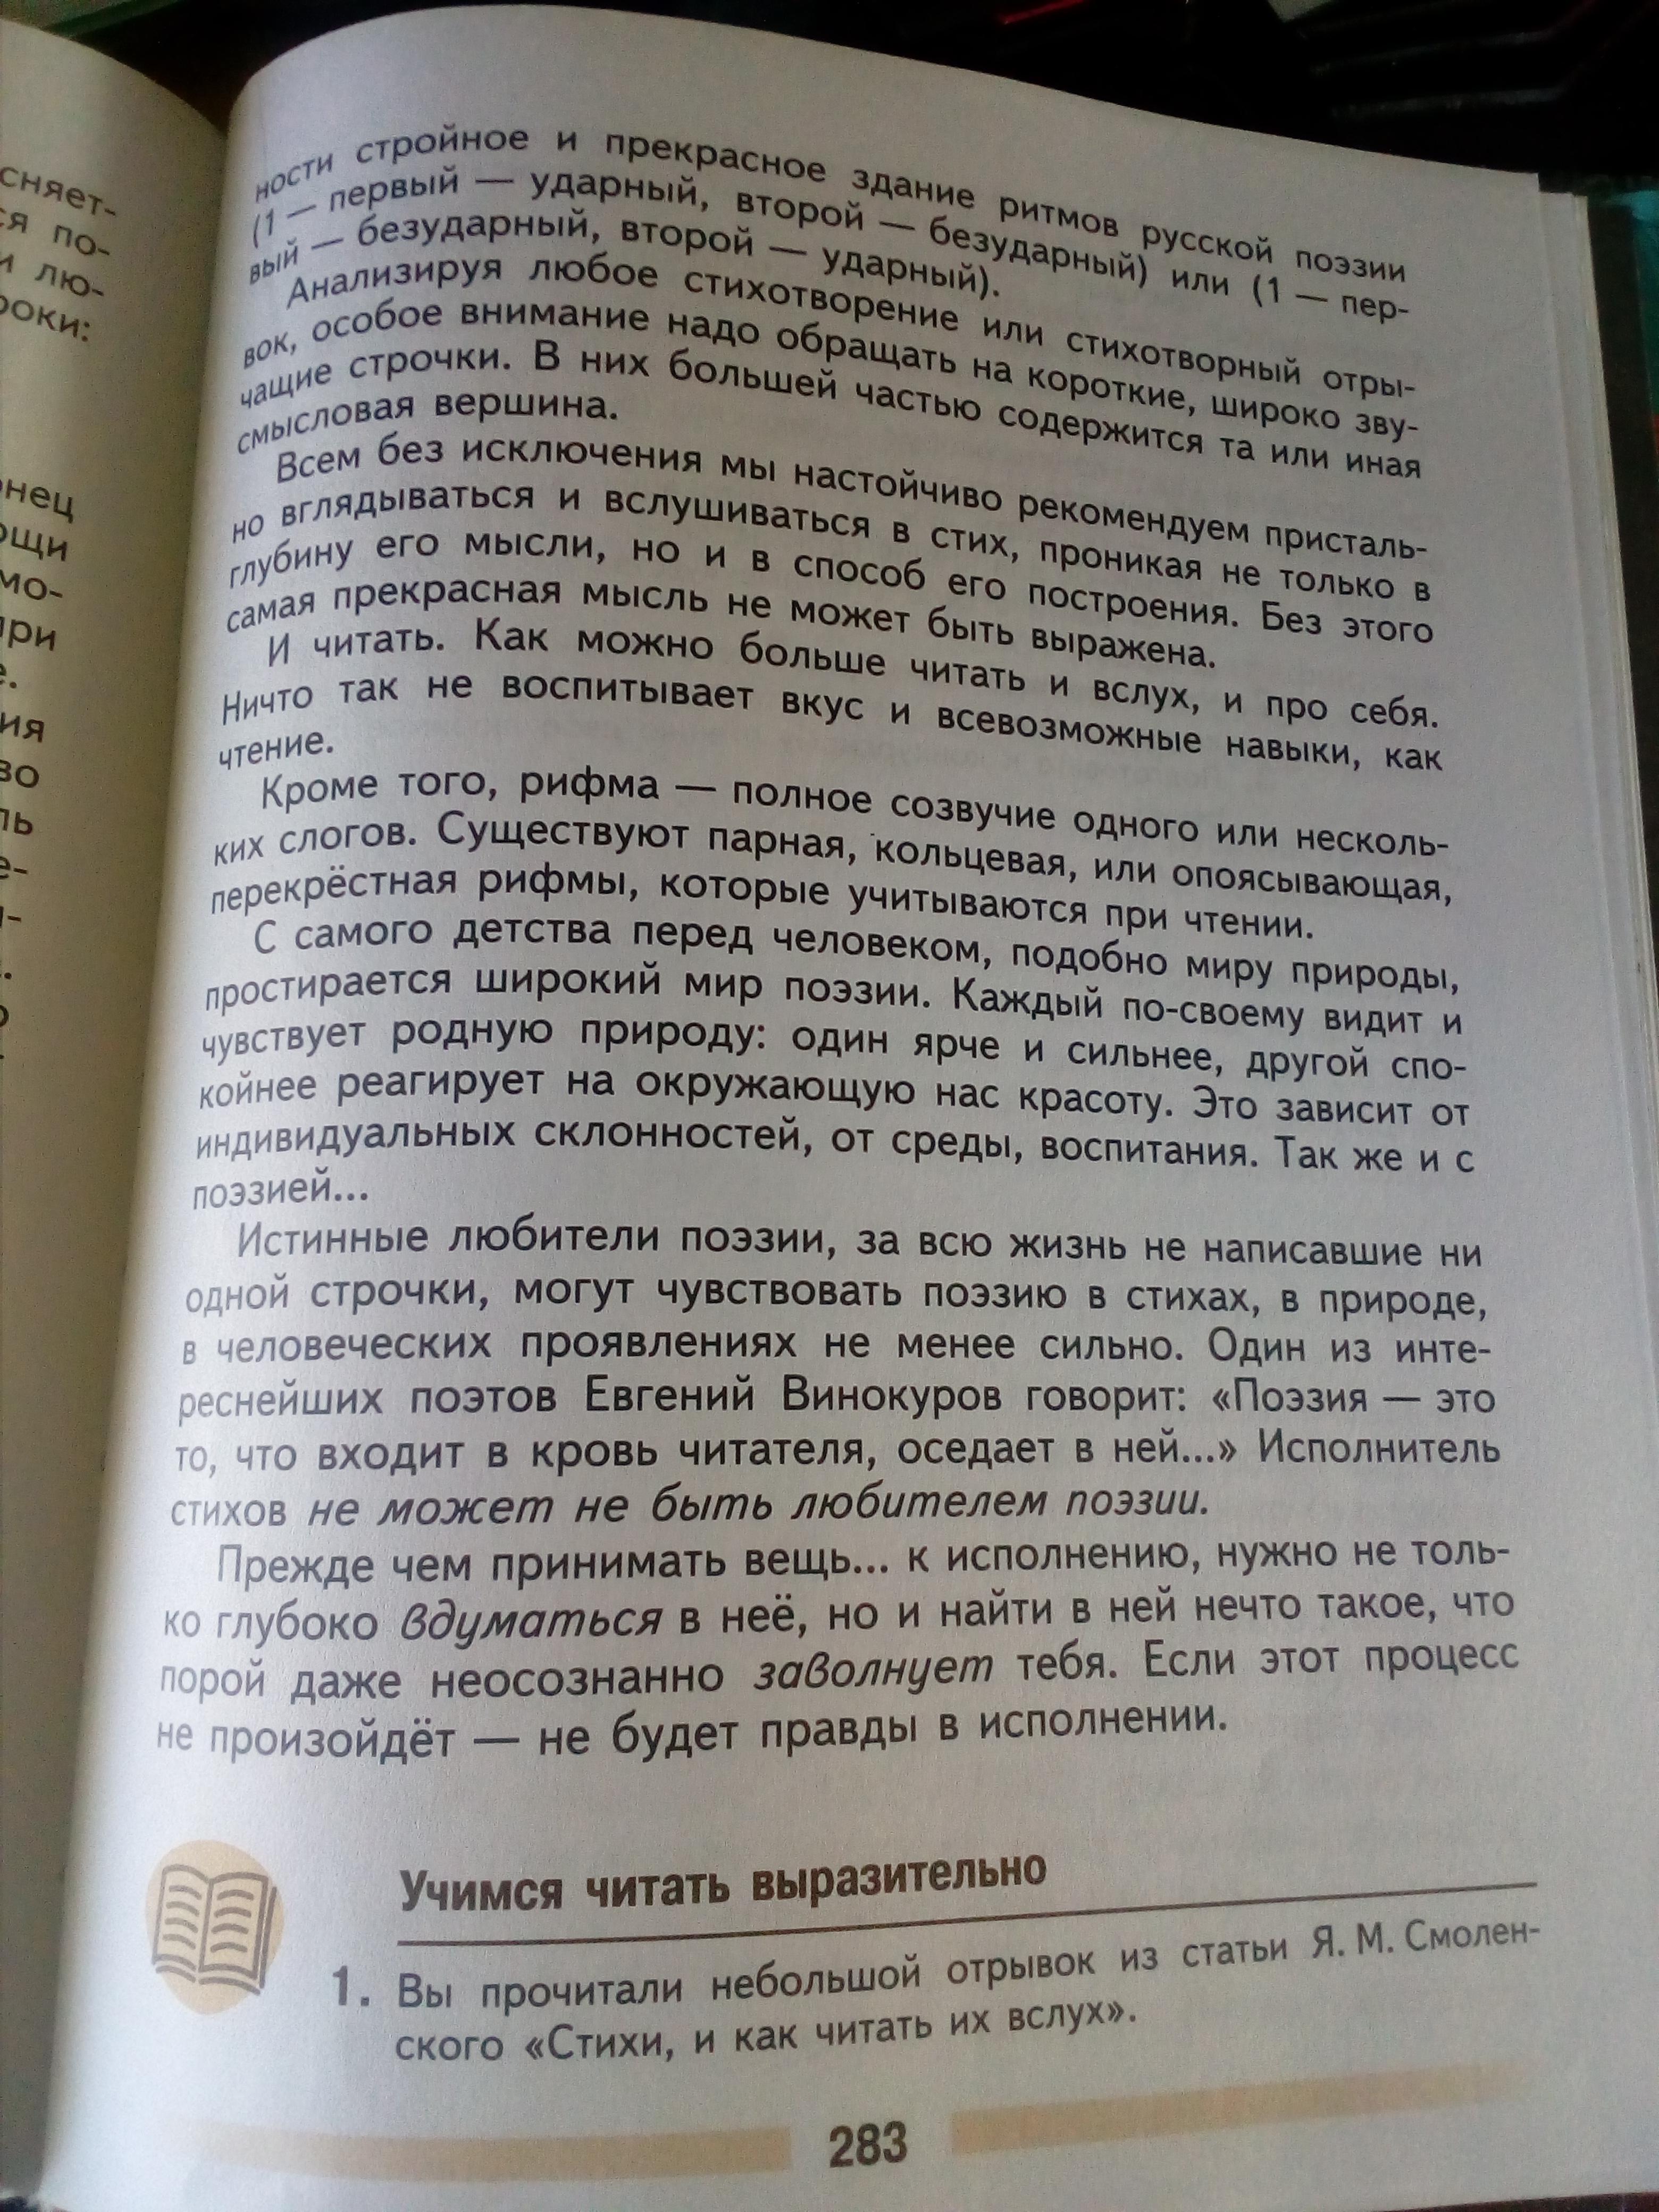 сняет-
ся по-
и лю-
роки:
нец
ощи
мо-
при
е.
ия
во
ль
е-
ности стройное и прекрасное здание ритмов русской поэзии
(1 — первый — ударный, второй — безударный) или (1 — пер-
вый — безударный, второй — ударный).
Анализируя любое стихотворение или стихотворный отры-
вок, особое внимание надо обращать на короткие, широко зву-
чащие строчки. В них большей частью содержится та или иная
смысловая вершина.
Всем без исключения мы настойчиво рекомендуем присталь-
но вглядываться и вслушиваться в стих, проникая не только в
глубину его мысли, но и в способ его построения. Без этого
самая прекрасная мысль не может быть выражена.
И читать. Как можно больше читать и вслух, и про себя.
Ничто так не воспитывает вкус и всевозможные навыки, как
чтение.
Кроме того, рифма — полное созвучие одного или несколь-
ких слогов. Существуют парная, кольцевая, или опоясывающая,
перекрёстная рифмы, которые учитываются при чтении.
С самого детства перед человеком, подобно миру природы,
простирается широкий мир поэзии. Каждый по-своему видит и
чувствует родную природу: один ярче и сильнее, другой спо-
койнее реагирует на окружающую нас красоту. Это зависит от
индивидуальных склонностей, от среды, воспитания. Так же и с
поэзией...
Истинные любители поэзии, за всю жизнь не написавшие ни
одной строчки, могут чувствовать поэзию в стихах, в природе,
в человеческих проявлениях не менее сильно. Один из инте-
реснейших поэтов Евгений Винокуров говорит: «Поэзия — это
то, что входит в кровь читателя, оседает в ней...» Исполнитель
стихов не может не быть любителем поэзии.
Прежде чем принимать вещь... к исполнению, нужно не толь-
ко глубоко вдуматься в неё, но и найти в ней нечто такое, что
порой даже неосознанно заволнует тебя. Если этот процесс
не произойдёт — не будет правды в исполнении.
Учимся читать выразительно
1. Вы прочитали небольшой отрывок из статьи Я. М. Смолен-
ского «Стихи, и как читать их вслух».
283